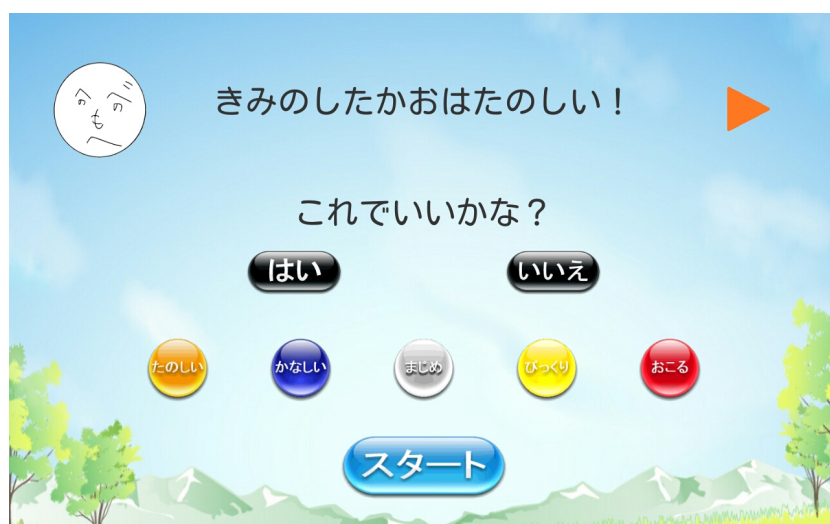 きみのしたかおはたのしい！
これでいいかな？
はい
いいえ
たのしい
かなしい
まじめ
びっくり
おこる
スタート